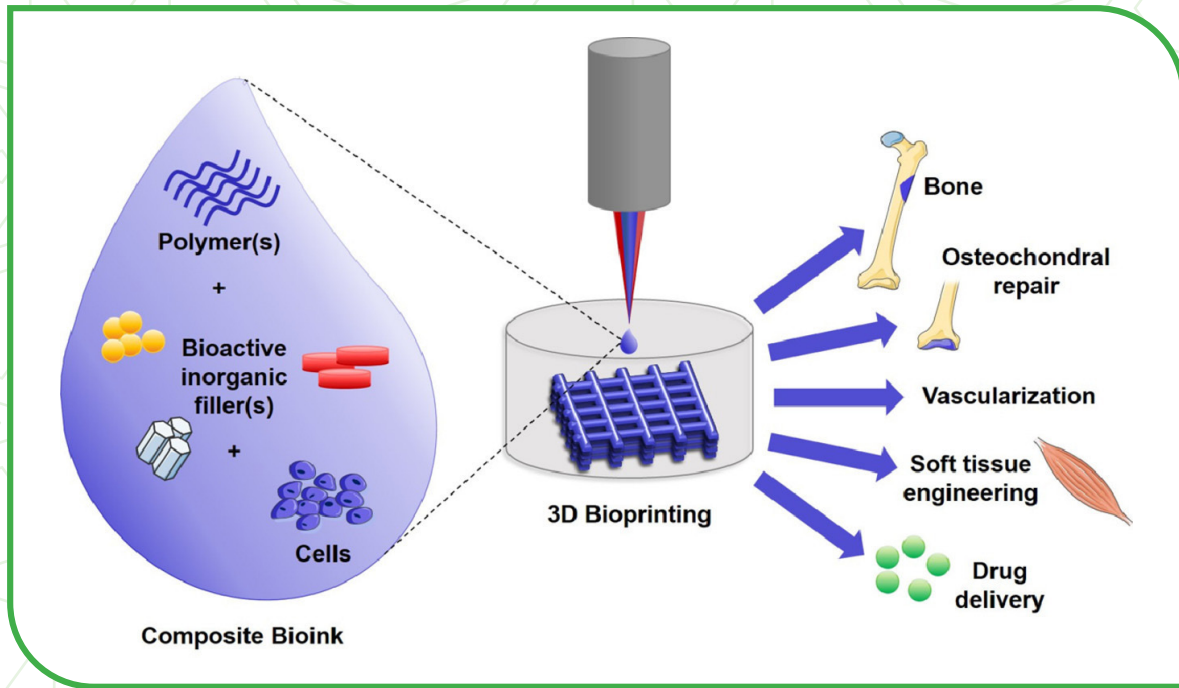 Polymer(s)
+
Bioactive
inorganic
filler(s)
+
Cells
Composite Bioink
3D Bioprinting
Bone
Osteochondral
repair
Vascularization
Soft tissue
engineering
Drug
delivery